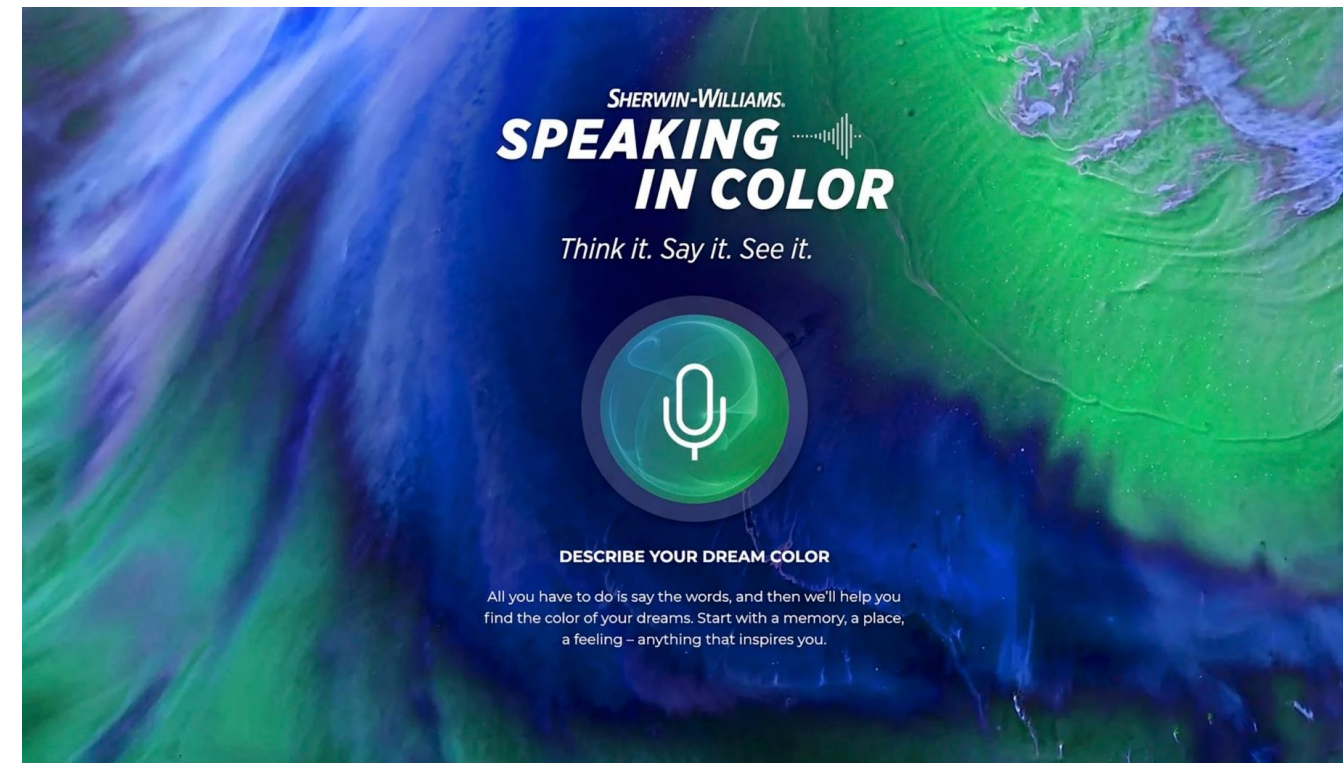 SHERWIN-WILLIAMS.
SPEAKING
IN COLOR
Think it. Say it. See it.
DESCRIBE YOUR DREAM COLOR
All you have to do is say the words, and then we'll help you
find the color of your dreams. Start with a memory, a place,
a feeling – anything that inspires you.